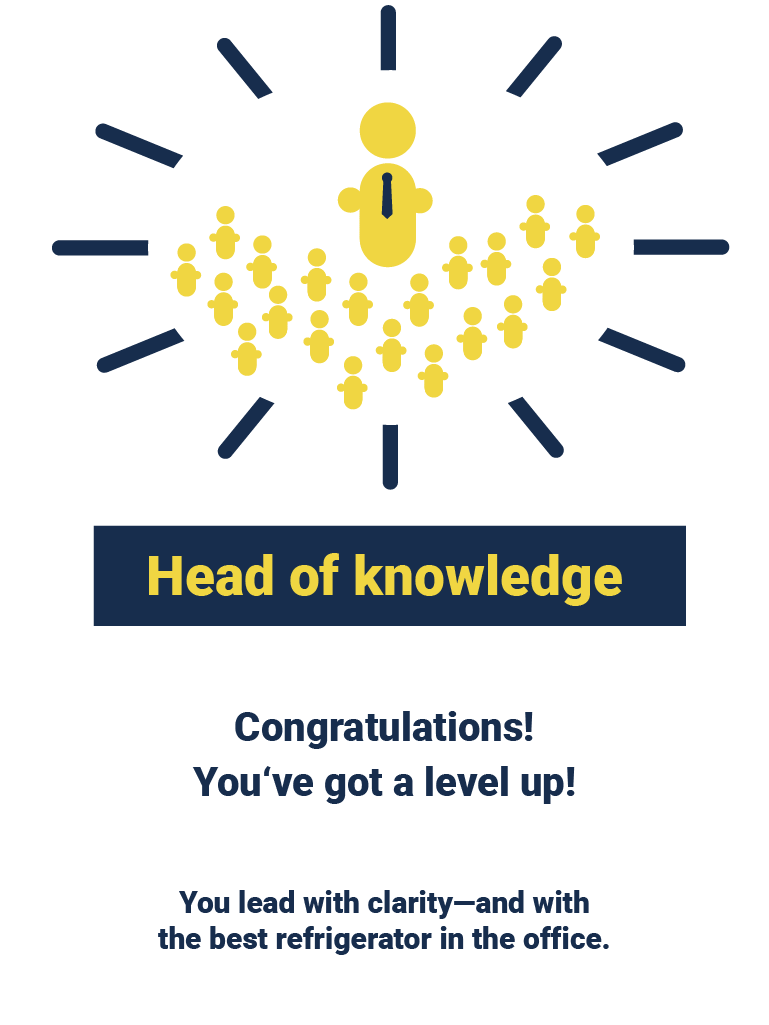 Head of knowledge
Congratulations!
You‘ve got a level up!
You lead with clarity—and with
the best refrigerator in the office.